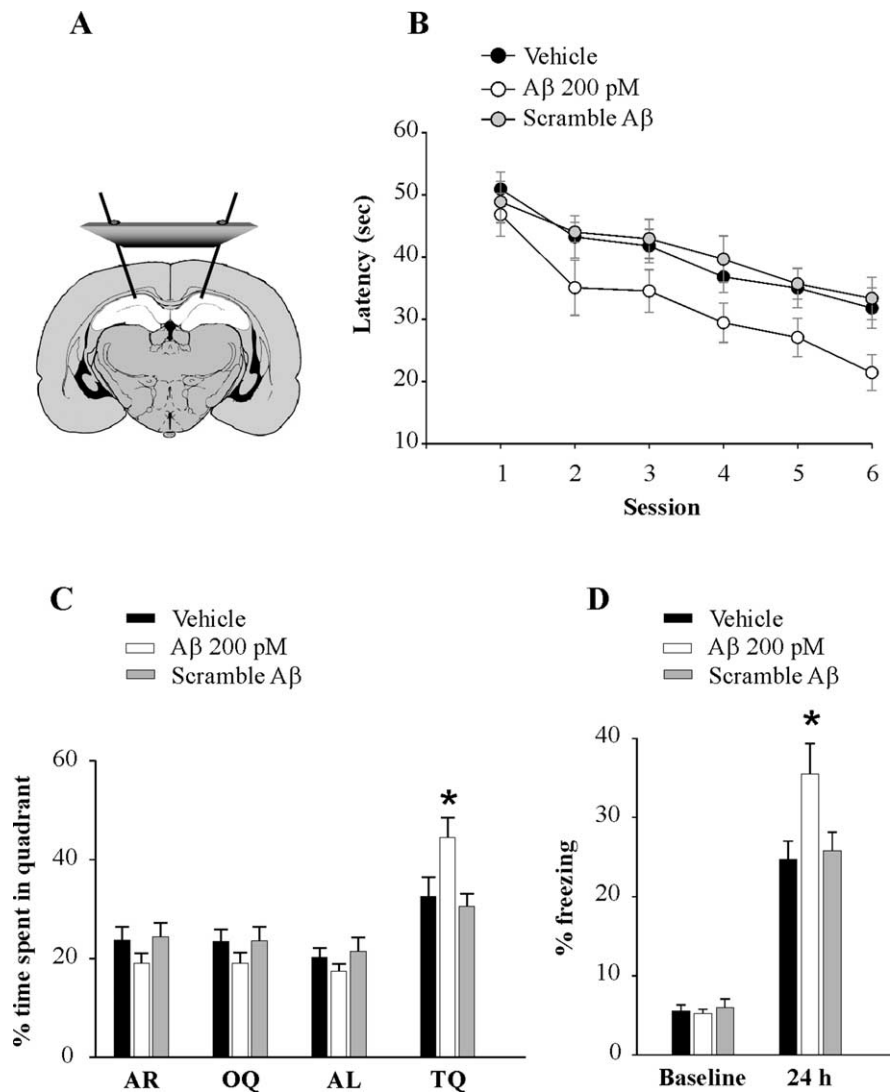 A
B
Vehicle
Aβ 200 pM
Scramble Aβ
60
50
40
30
20
10
Latency (sec)
1 2 3 4 5 6
Session
C
Vehicle
Aβ 200 pM
Scramble Aβ
60
40
20
0
% time spent in quadrant
*
AR OQ AL TQ
D
Vehicle
Aβ 200 pM
Scramble Aβ
40
30
20
10
0
% freezing
*
Baseline 24 h